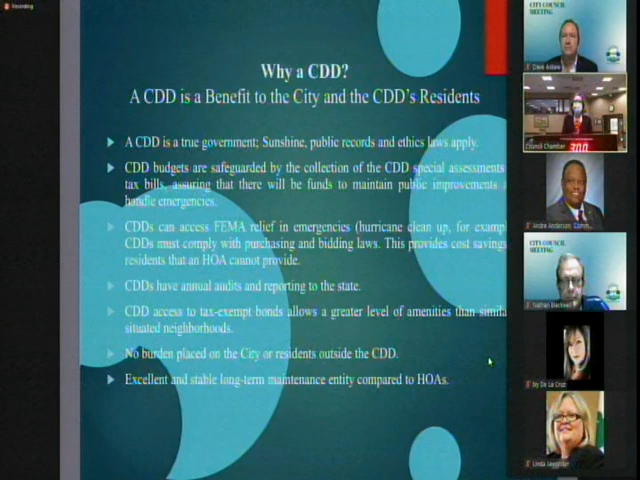 Recording
Why a CDD?
A CDD is a Benefit to the City and the CDD's Residents
A CDD is a true government; Sunshine, public records and ethics laws apply.
CDD budgets are safeguarded by the collection of the CDD special assessments
tax bills, assuring that there will be funds to maintain public improvements
handle emergencies.
CDDs can access FEMA relief in emergencies (hurricane clean up, for exampl
CDDs must comply with purchasing and bidding laws. This provides cost savings
residents that an HOA cannot provide.
CDDs have annual audits and reporting to the state.
CDD access to tax-exempt bonds allows a greater level of amenities than simila
situated neighborhoods.
No burden placed on the City or residents outside the CDD.
Excellent and stable long-term maintenance entity compared to HOAs.
CITY COUNCIL
MEETING
Dave
Council Chamber
3:00
Andre Anderson, Comm...
CITY COUNCIL
MEETING
Nathan Blackwell
by De La Cruz
Linda